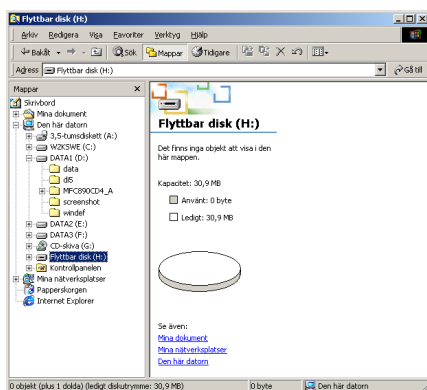 Flyttbar disk (H:)
Arkiv Redigera Visa Favoriter Verktyg Hjälp
Bakåt Sök Mappar Tidigare
Adress Flyttbar disk (H:) Gå till
Mappar
Skrivbord
Mina dokument
Den här datorn
3,5-tumsdiskett (A:)
W2KSWE (C:)
DATA1 (D:)
data
di5
MFC890CD4_A
screenshot
windef
DATA2 (E:)
DATA3 (F:)
CD-skiva (G:)
Flyttbar disk (H:)
Kontrollpanelen
Mina nätverksplatser
Papperskorgen
Internet Explorer
Flyttbar disk (H:)
Det finns inga objekt att visa i den
här mappen.
Kapacitet: 30,9 MB
Använt: 0 byte
Ledigt: 30,9 MB
Se även:
Mina dokument
Mina nätverksplatser
Den här datorn
0 objekt (plus 1 dolda) (ledigt diskutrymme: 30,9 MB) 0 byte Den här datorn